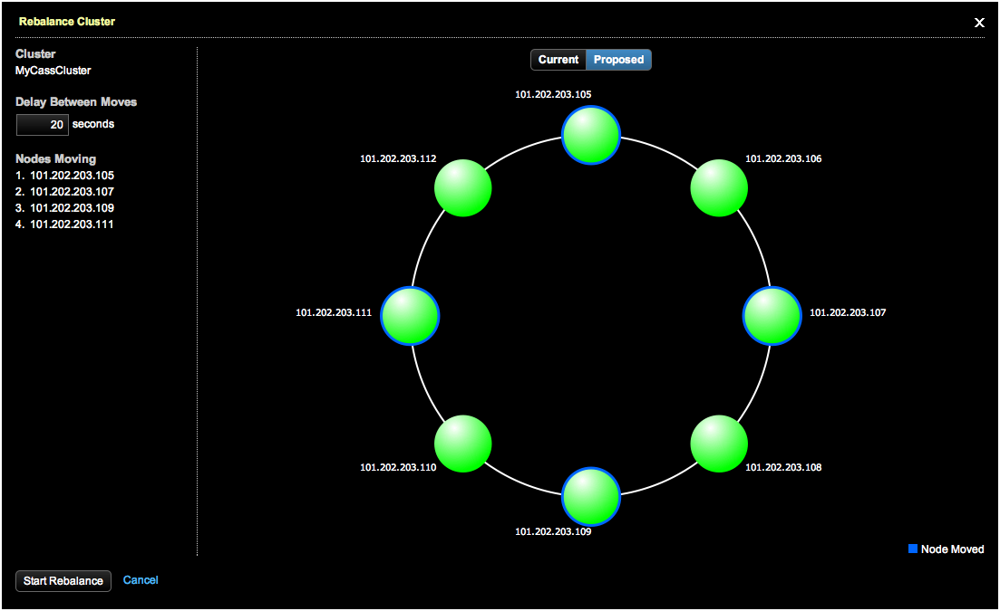 Rebalance Cluster
X
Cluster
MyCassCluster
Delay Between Moves
20 seconds
Nodes Moving
1. 101.202.203.105
2. 101.202.203.107
3. 101.202.203.109
4. 101.202.203.111
Current Proposed
101.202.203.105
101.202.203.112
101.202.203.106
101.202.203.111
101.202.203.107
101.202.203.110
101.202.203.108
101.202.203.109
Node Moved
Start Rebalance Cancel